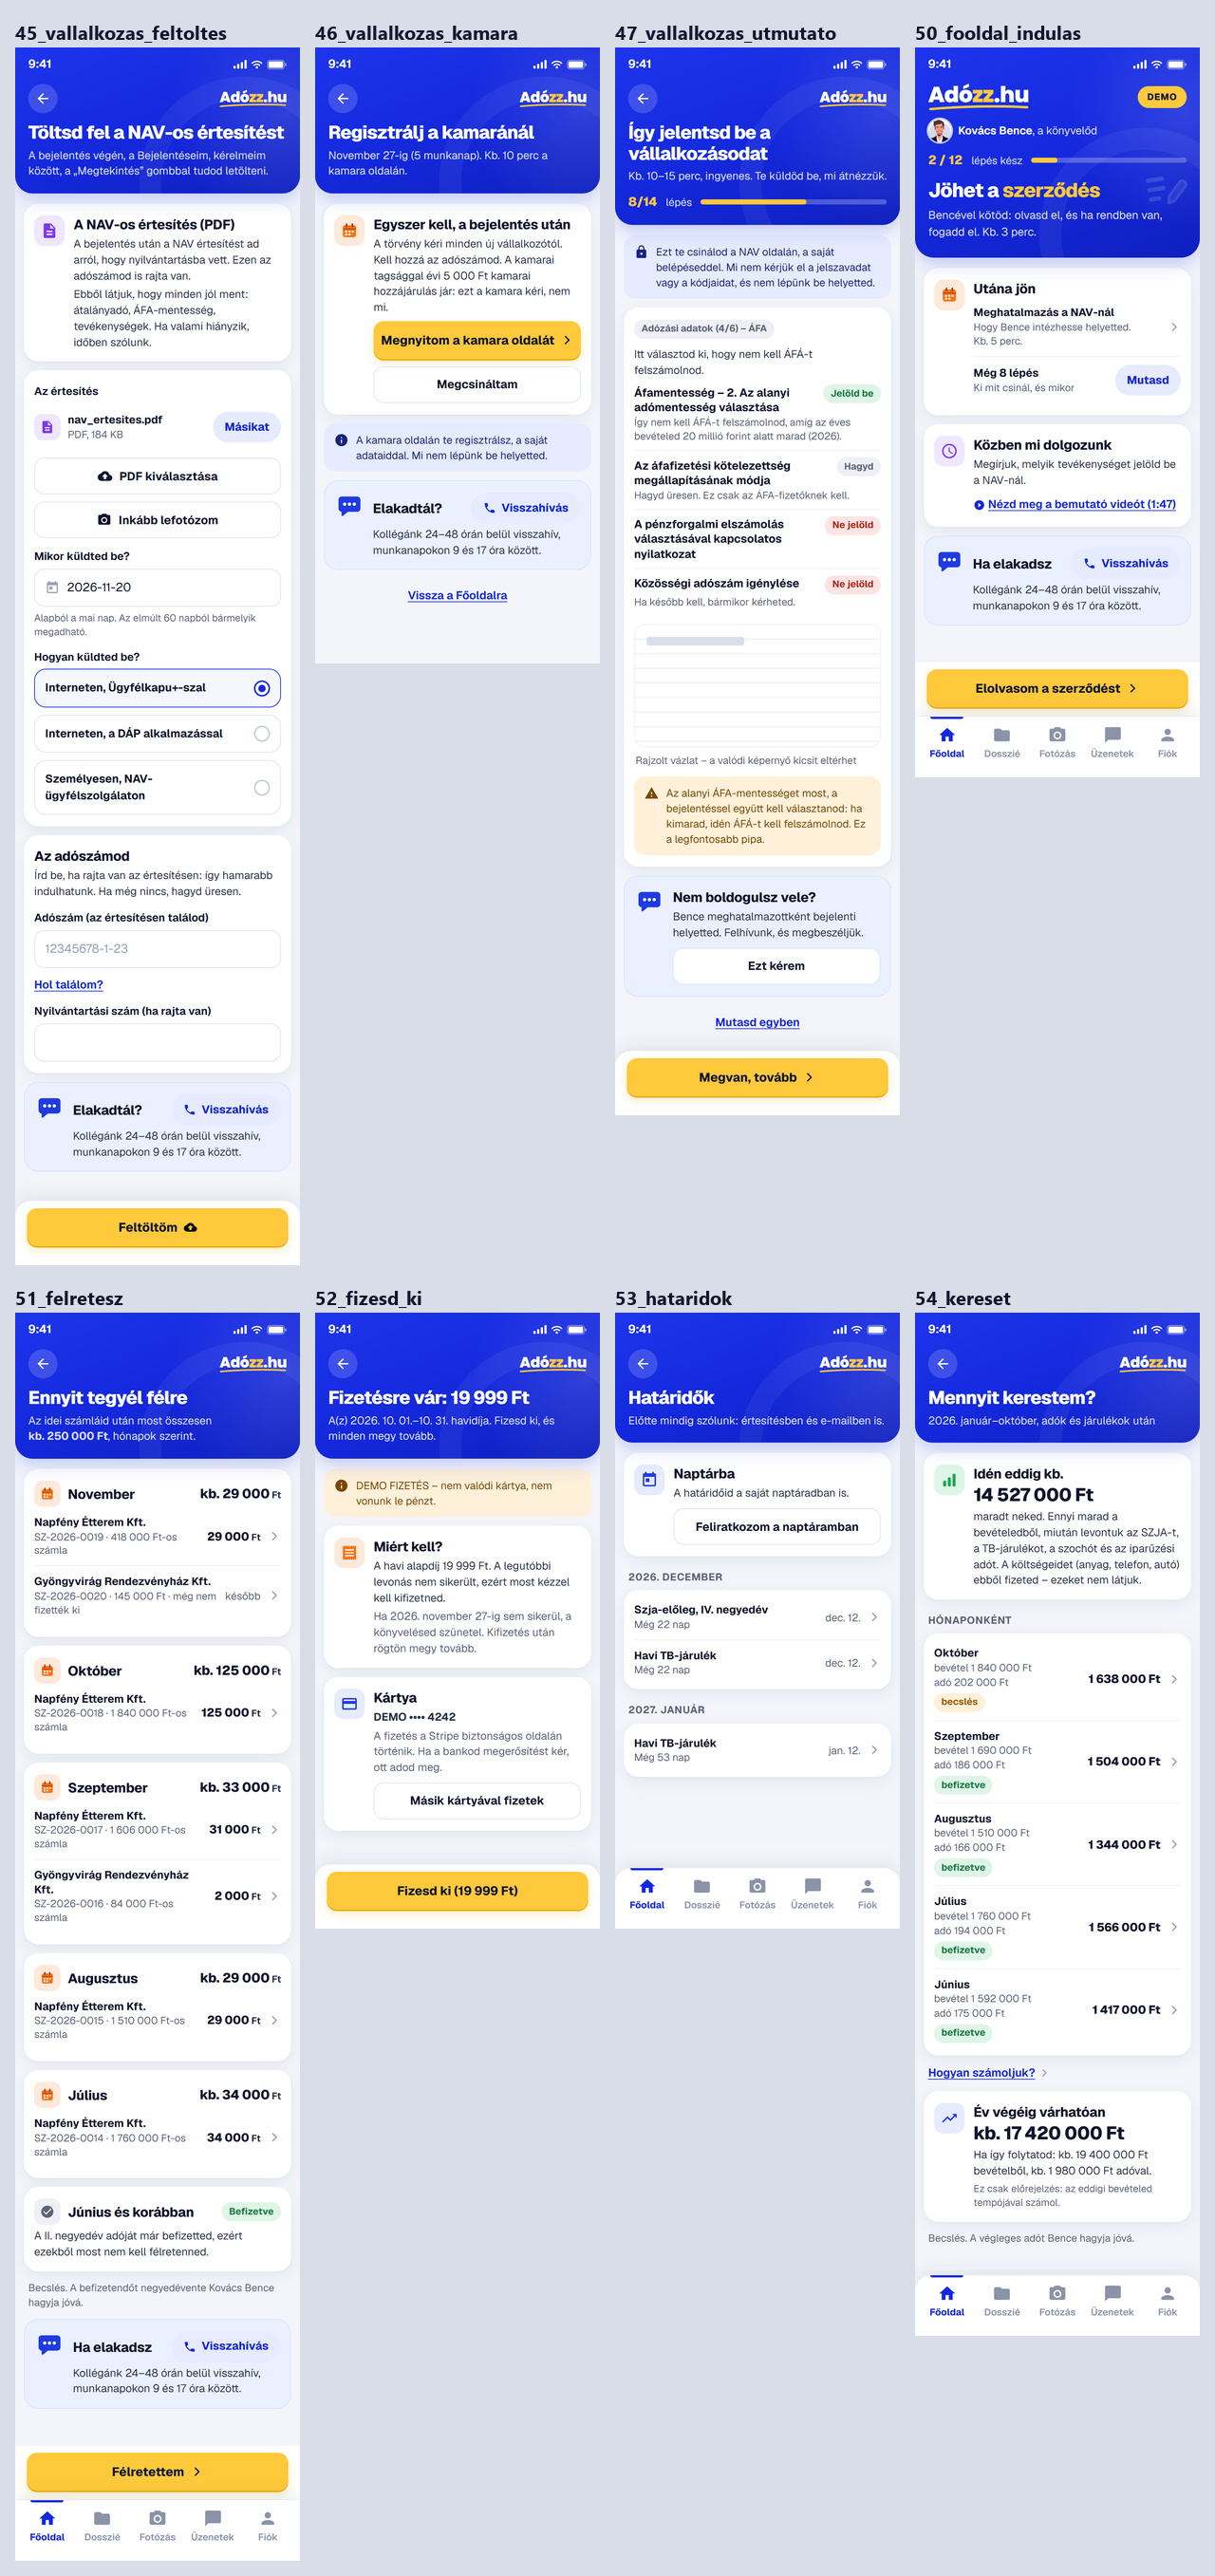 45_vallalkozas_feltoltes
9:41
Adózz.hu
Töltsd fel a NAV-os értesítést
A bejelentés végén, a Bejelentéseim, kérelmeim
között, a „Megtekintés” gombbal tudod letölteni.
A NAV-os értesítés (PDF)
A bejelentés után a NAV értesítést ad
arról, hogy nyilvántartásba vett. Ezen az
adószámod is rajta van.
Ebből látjuk, hogy minden jól ment:
átalányadó, ÁFA-mentesség,
tevékenységek. Ha valami hiányzik,
időben szólunk.
Az értesítés
nav_ertesites.pdf
PDF, 184 KB
Másikat
PDF kiválasztása
Inkább lefotózom
Mikor küldted be?
2026-11-20
Alapból a mai nap. Az elmúlt 60 napból bármelyik
megadható.
Hogyan küldted be?
Interneten, Ügyfélkapu+-szal
Interneten, a DÁP alkalmazással
Személyesen, NAV-
ügyfélszolgálaton
Az adószámod
Írd be, ha rajta van az értesítésen: így hamarabb
indulhatunk. Ha még nincs, hagyd üresen.
Adószám (az értesítésen találod)
12345678-1-23
Hol találom?
Nyilvántartási szám (ha rajta van)
Elakadtál?
Visszahívás
Kollégánk 24–48 órán belül visszahív,
munkanapokon 9 és 17 óra között.
Feltöltöm
46_vallalkozas_kamara
9:41
Adózz.hu
Regisztrálj a kamaránál
November 27-ig (5 munkanap). Kb. 10 perc a
kamara oldalán.
Egyszer kell, a bejelentés után
A törvény kéri minden új vállalkozótól.
Kell hozzá az adószámod. A kamarai
tagsággal évi 5 000 Ft kamarai
hozzájárulás jár: ezt a kamara kéri, nem
mi.
Megnyitom a kamara oldalát
Megcsináltam
A kamara oldalán te regisztrálsz, a saját
adataiddal. Mi nem lépünk be helyetted.
Elakadtál?
Visszahívás
Kollégánk 24–48 órán belül visszahív,
munkanapokon 9 és 17 óra között.
Vissza a Főoldalra
47_vallalkozas_utmutato
9:41
Adózz.hu
Így jelentsd be a
vállalkozásodat
Kb. 10–15 perc, ingyenes. Te küldöd be, mi átnézzük.
8/14 lépés
Ezt te csinálod a NAV oldalán, a saját
belépéseddel. Mi nem kérjük el a jelszavadat
vagy a kódjaidat, és nem lépünk be helyetted.
Adózási adatok (4/6) – ÁFA
Itt választod ki, hogy nem kell ÁFÁ-t
felszámolnod.
Áfamentesség – 2. Az alanyi
adómentesség választása
Jelöld be
Így nem kell ÁFÁ-t felszámolnod, amíg az éves
bevételed 20 millió forint alatt marad (2026).
Az áfafizetési kötelezettség
megállapításának módja
Hagyd
Hagyd üresen. Ez csak az ÁFA-fizetőknek kell.
A pénzforgalmi elszámolás
választásával kapcsolatos
nyilatkozat
Ne jelöld
Közösségi adószám igénylése
Ne jelöld
Ha később kell, bármikor kérheted.
Rajzolt vázlat – a valódi képernyő kicsit eltérhet
Az alanyi ÁFA-mentességet most, a
bejelentéssel együtt kell választanod: ha
kimarad, idén ÁFÁ-t kell felszámolnod. Ez
a legfontosabb pipa.
Nem boldogulsz vele?
Bence meghatalmazottként bejelenti
helyetted. Felhívunk, és megbeszéljük.
Ezt kérem
Mutasd egyben
Megvan, tovább
50_fooldal_indulas
9:41
Adózz.hu
DEMO
Kovács Bence, a könyvelőd
2 / 12 lépés kész
Jöhet a szerződés
Bencével kötöd: olvasd el, és ha rendben van,
fogadd el. Kb. 3 perc.
Utána jön
Meghatalmazás a NAV-nál
Hogy Bence intézhesse helyetted.
Kb. 5 perc.
Még 8 lépés
Ki mit csinál, és mikor
Mutasd
Közben mi dolgozunk
Megírjuk, melyik tevékenységet jelöld be
a NAV-nál.
Nézd meg a bemutató videót (1:47)
Ha elakadsz
Visszahívás
Kollégánk 24–48 órán belül visszahív,
munkanapokon 9 és 17 óra között.
Elolvasom a szerződést
Főoldal
Dosszié
Fotózás
Üzenetek
Fiók
51_felretesz
9:41
Adózz.hu
Ennyit tegyél félre
Az idei számláid után most összesen
kb. 250 000 Ft, hónapok szerint.
November
kb. 29 000 Ft
Napfény Étterem Kft.
SZ-2026-0019 · 418 000 Ft-os
számla
29 000 Ft
Gyöngyvirág Rendezvényház Kft.
SZ-2026-0020 · 145 000 Ft · még nem
fizették ki
később
Október
kb. 125 000 Ft
Napfény Étterem Kft.
SZ-2026-0018 · 1 840 000 Ft-os
számla
125 000 Ft
Szeptember
kb. 33 000 Ft
Napfény Étterem Kft.
SZ-2026-0017 · 1 606 000 Ft-os
számla
31 000 Ft
Gyöngyvirág Rendezvényház
Kft.
SZ-2026-0016 · 84 000 Ft-os
számla
2 000 Ft
Augusztus
kb. 29 000 Ft
Napfény Étterem Kft.
SZ-2026-0015 · 1 510 000 Ft-os
számla
29 000 Ft
Július
kb. 34 000 Ft
Napfény Étterem Kft.
SZ-2026-0014 · 1 760 000 Ft-os
számla
34 000 Ft
Június és korábban
Befizetve
A II. negyedév adóját már befizetted, ezért
ezekből most nem kell félretenned.
Becslés. A befizetendőt negyedévente Kovács Bence
hagyja jóvá.
Ha elakadsz
Visszahívás
Kollégánk 24–48 órán belül visszahív,
munkanapokon 9 és 17 óra között.
Félretettem
Főoldal
Dosszié
Fotózás
Üzenetek
Fiók
52_fizesd_ki
9:41
Adózz.hu
Fizetésre vár: 19 999 Ft
A(z) 2026. 10. 01.–10. 31. havidíja. Fizesd ki, és
minden megy tovább.
DEMO FIZETÉS – nem valódi kártya, nem
vonunk le pénzt.
Miért kell?
A havi alapdíj 19 999 Ft. A legutóbbi
levonás nem sikerült, ezért most kézzel
kell kifizetned.
Ha 2026. november 27-ig sem sikerül, a
könyvelésed szünetel. Kifizetés után
rögtön megy tovább.
Kártya
DEMO •••• 4242
A fizetés a Stripe biztonságos oldalán
történik. Ha a bankod megerősítést kér,
ott adod meg.
Másik kártyával fizetek
Fizesd ki (19 999 Ft)
53_hataridok
9:41
Adózz.hu
Határidők
Előtte mindig szólunk: értesítésben és e-mailben is.
Naptárba
A határidőid a saját naptáradban is.
Feliratkozom a naptáramban
2026. DECEMBER
Szja-előleg, IV. negyedév
Még 22 nap
dec. 12.
Havi TB-járulék
Még 22 nap
dec. 12.
2027. JANUÁR
Havi TB-járulék
Még 53 nap
jan. 12.
Főoldal
Dosszié
Fotózás
Üzenetek
Fiók
54_kereset
9:41
Adózz.hu
Mennyit kerestem?
2026. január–október, adók és járulékok után
Idén eddig kb.
14 527 000 Ft
maradt neked. Ennyi marad a
bevételedből, miután levontuk az SZJA-t,
a TB-járulékot, a szochót és az iparűzési
adót. A költségeidet (anyag, telefon, autó)
ebből fizeted – ezeket nem látjuk.
HÓNAPONKÉNT
Október
bevétel 1 840 000 Ft
adó 202 000 Ft
becslés
1 638 000 Ft
Szeptember
bevétel 1 690 000 Ft
adó 186 000 Ft
befizetve
1 504 000 Ft
Augusztus
bevétel 1 510 000 Ft
adó 166 000 Ft
befizetve
1 344 000 Ft
Július
bevétel 1 760 000 Ft
adó 194 000 Ft
befizetve
1 566 000 Ft
Június
bevétel 1 592 000 Ft
adó 175 000 Ft
befizetve
1 417 000 Ft
Hogyan számoljuk?
Év végéig várhatóan
kb. 17 420 000 Ft
Ha így folytatod: kb. 19 400 000 Ft
bevételből, kb. 1 980 000 Ft adóval.
Ez csak előrejelzés: az eddigi bevételed
tempójával számol.
Becslés. A végleges adót Bence hagyja jóvá.
Főoldal
Dosszié
Fotózás
Üzenetek
Fiók